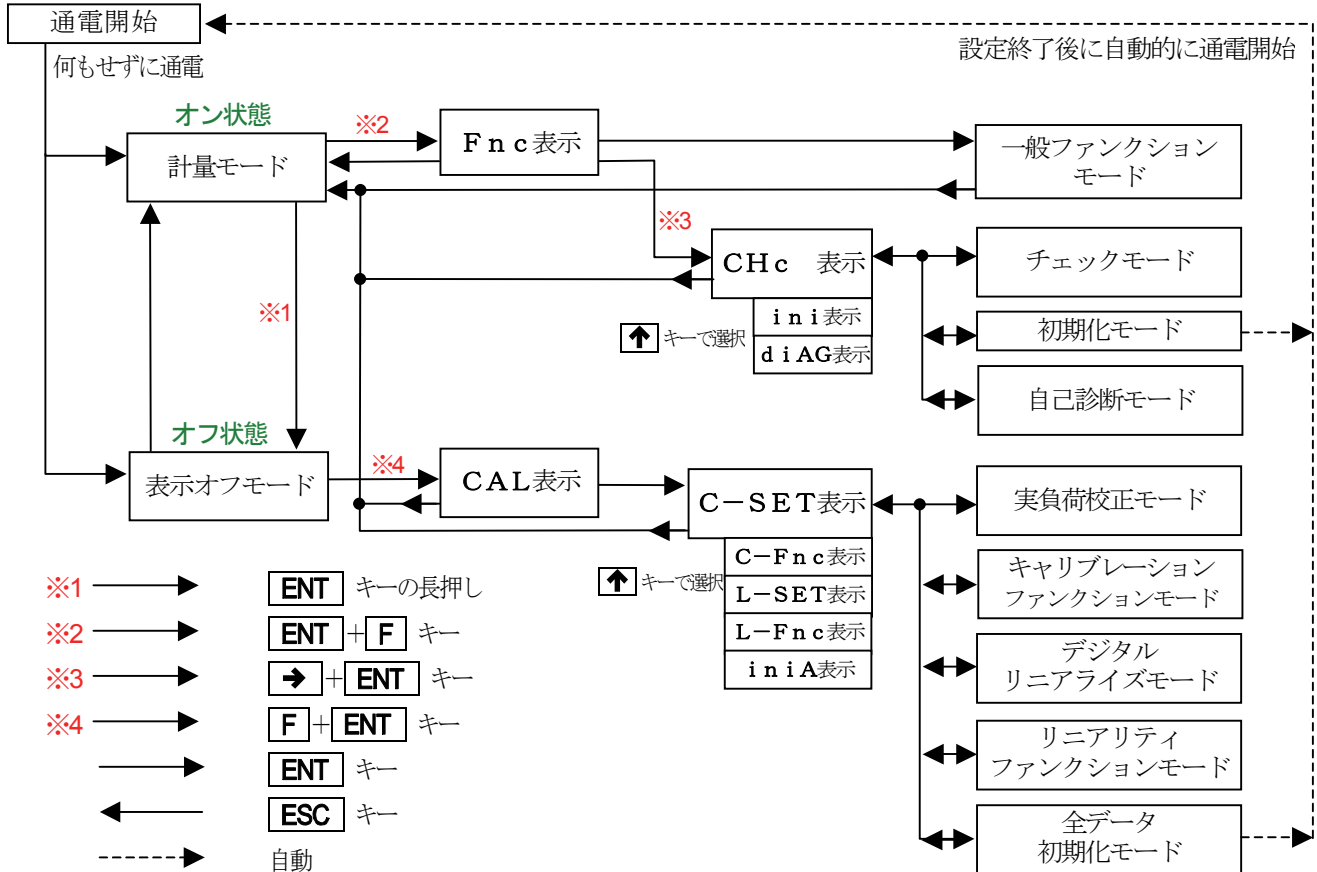 通電開始
設定終了後に自動的に通電開始
何もせずに通電
オン状態
計量モード
※2
Fnc表示
一般ファンクション
モード
※3
CHc 表示
ini表示
diAG表示
↑ キーで選択
チェックモード
初期化モード
自己診断モード
※1
オフ状態
表示オフモード
※4
CAL表示
C－SET表示
C－Fnc表示
L－SET表示
L－Fnc表示
iniA表示
↑ キーで選択
実負荷校正モード
キャリブレーション
ファンクションモード
デジタル
リニアライズモード
リニアリティ
ファンクションモード
全データ
初期化モード
※1 ENT キーの長押し
※2 ENT + F キー
※3 → + ENT キー
※4 F + ENT キー
ENT キー
ESC キー
自動